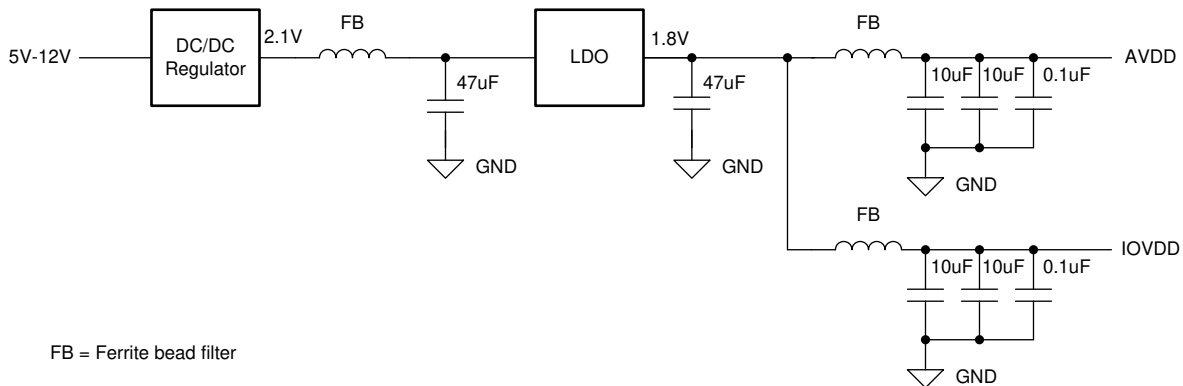 FB
FB
2.1V
1.8V
5V-12V
DC/DC
Regulator
LDO
AVDD
47uF
47uF
10uF
10uF
0.1uF
GND
GND
GND
FB
IOVDD
10uF
10uF
0.1uF
FB = Ferrite bead filter
GND